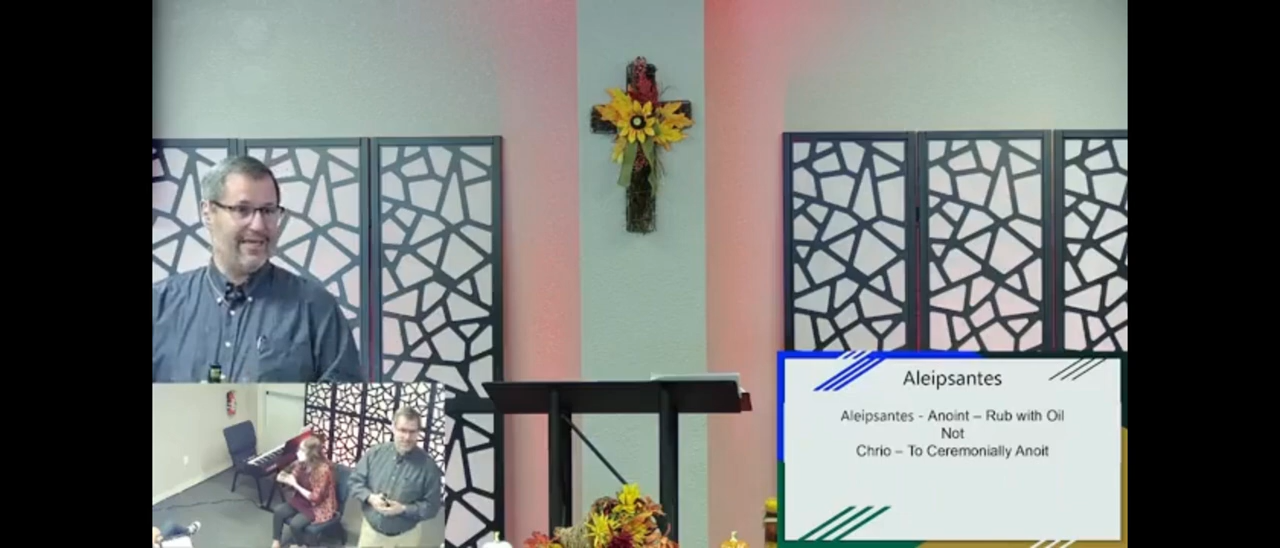 Aleipsantes
Aleipsantes - Anoint – Rub with Oil
Not
Chrio – To Ceremonially Anoit